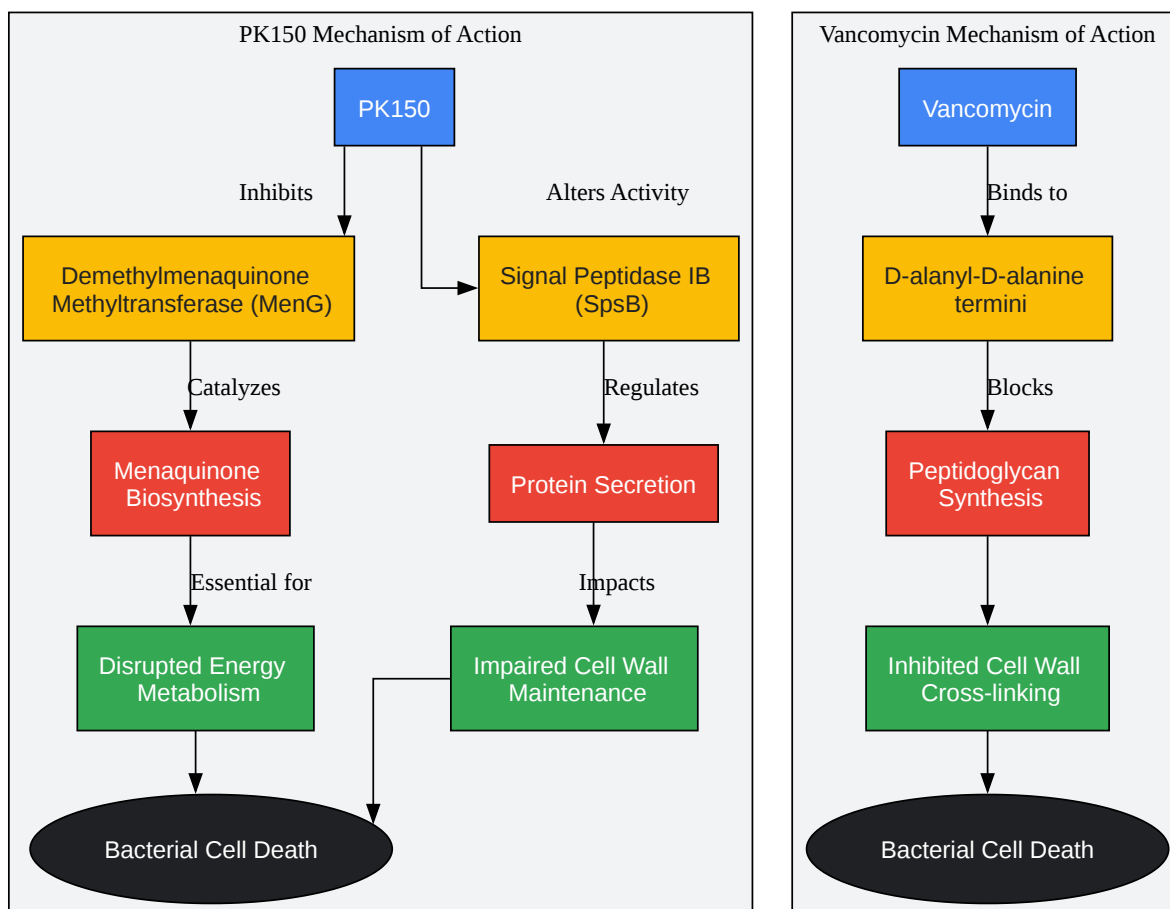 PK150 Mechanism of Action
PK150
Inhibits
Alters Activity
Demethylmenaquinone
Methyltransferase (MenG)
Signal Peptidase IB
(SpsB)
Catalyzes
Regulates
Menaquinone
Biosynthesis
Protein Secretion
Essential for
Impacts
Disrupted Energy
Metabolism
Impaired Cell Wall
Maintenance
Bacterial Cell Death
Vancomycin Mechanism of Action
Vancomycin
Binds to
D-alanyl-D-alanine
termini
Blocks
Peptidoglycan
Synthesis
Inhibited Cell Wall
Cross-linking
Bacterial Cell Death